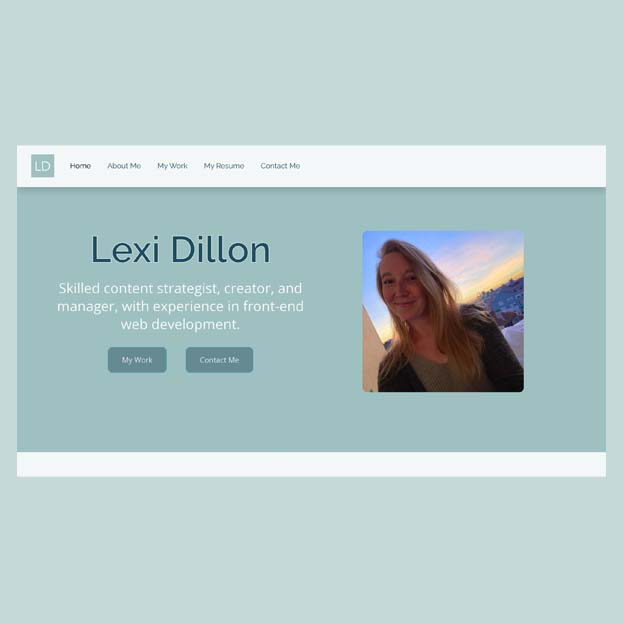 LD
Home About Me My Work My Resume Contact Me
Lexi Dillon
Skilled content strategist, creator, and
manager, with experience in front-end
web development.
My Work Contact Me